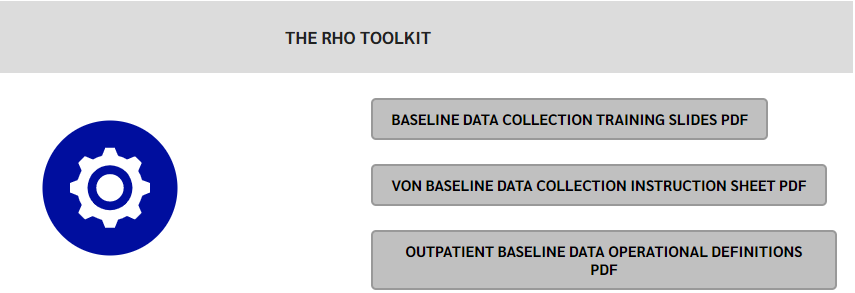 THE RHO TOOLKIT
BASELINE DATA COLLECTION TRAINING SLIDES PDF
VON BASELINE DATA COLLECTION INSTRUCTION SHEET PDF
OUTPATIENT BASELINE DATA OPERATIONAL DEFINITIONS
PDF